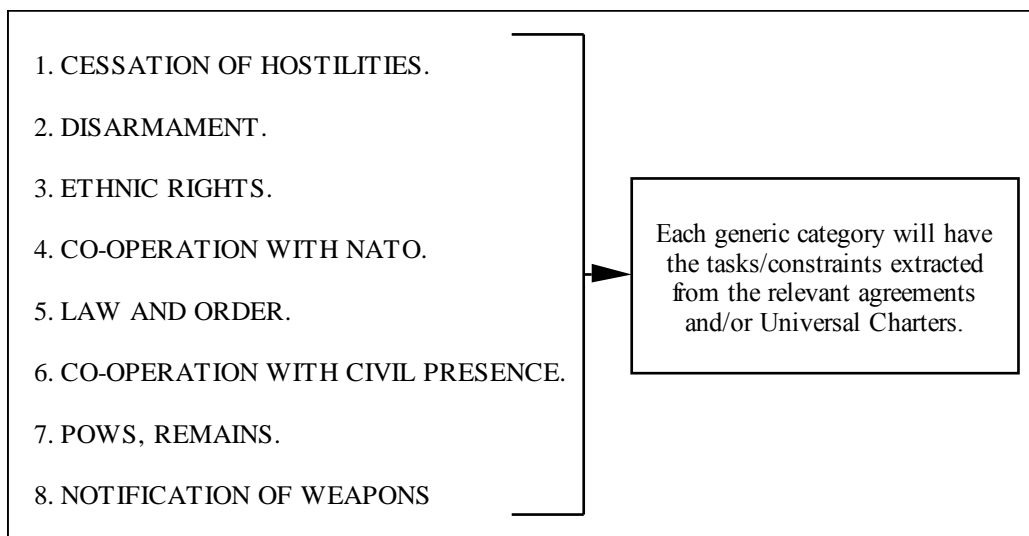 1. CESSATION OF HOSTILITIES.
2. DISARMAMENT.
3. ETHNIC RIGHTS.
4. CO-OPERATION WITH NATO.
5. LAW AND ORDER.
6. CO-OPERATION WITH CIVIL PRESENCE.
7. POWS, REMAINS.
8. NOTIFICATION OF WEAPONS
Each generic category will have
the tasks/constraints extracted
from the relevant agreements
and/or Universal Charters.